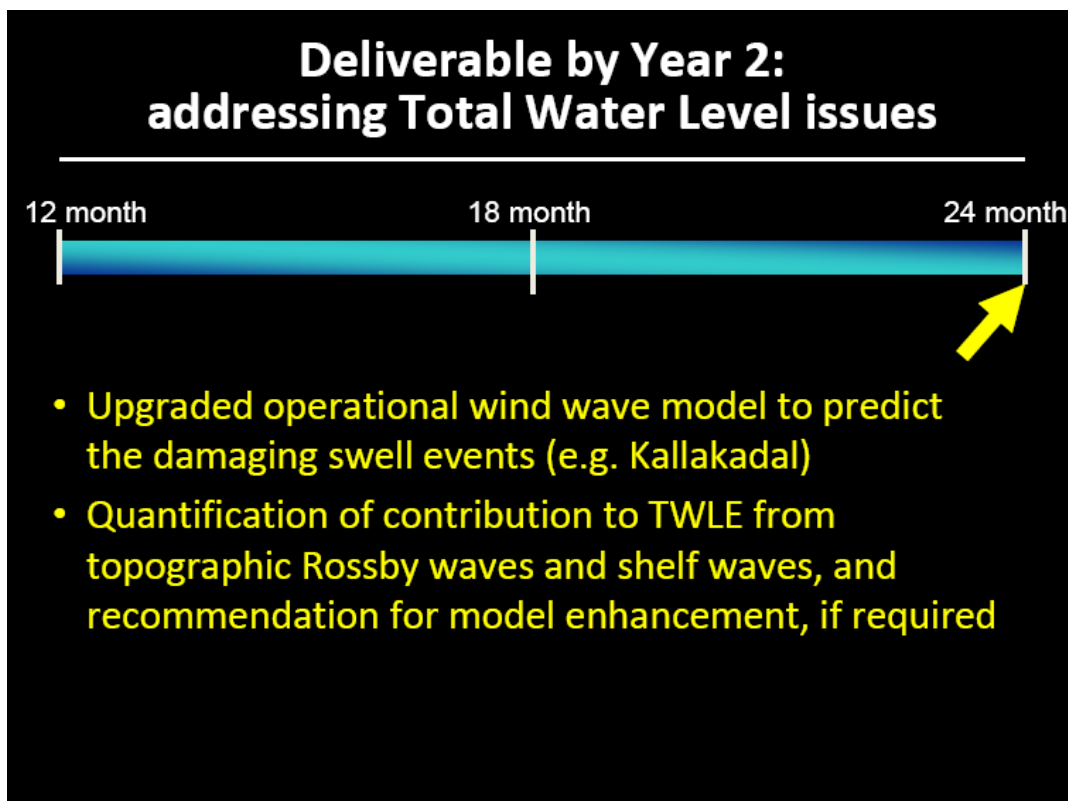 Deliverable by Year 2:
addressing Total Water Level issues
12 month 18 month 24 month
• Upgraded operational wind wave model to predict
the damaging swell events (e.g. Kallakadal)
• Quantification of contribution to TWLE from
topographic Rossby waves and shelf waves, and
recommendation for model enhancement, if required